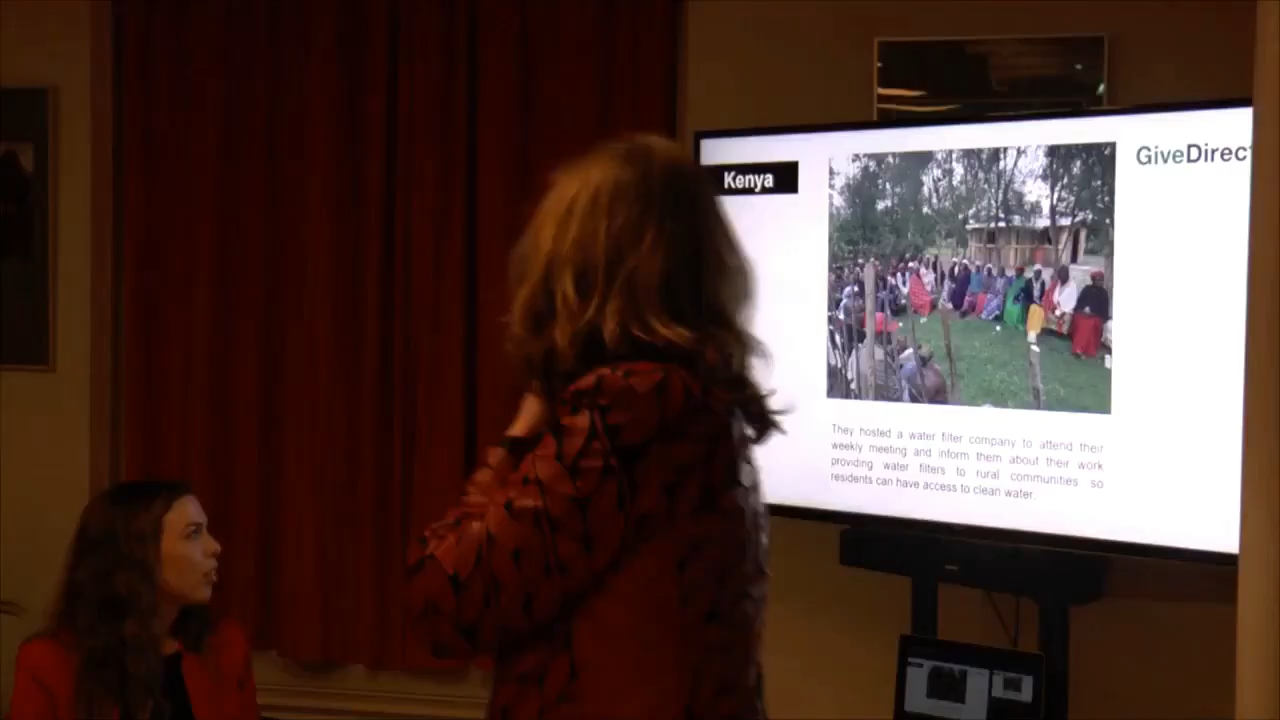 Kenya
GiveDirec
They hosted a water filter company to attend their
weekly meeting and inform them about their work
providing water filters to rural communities so
residents can have access to clean water.